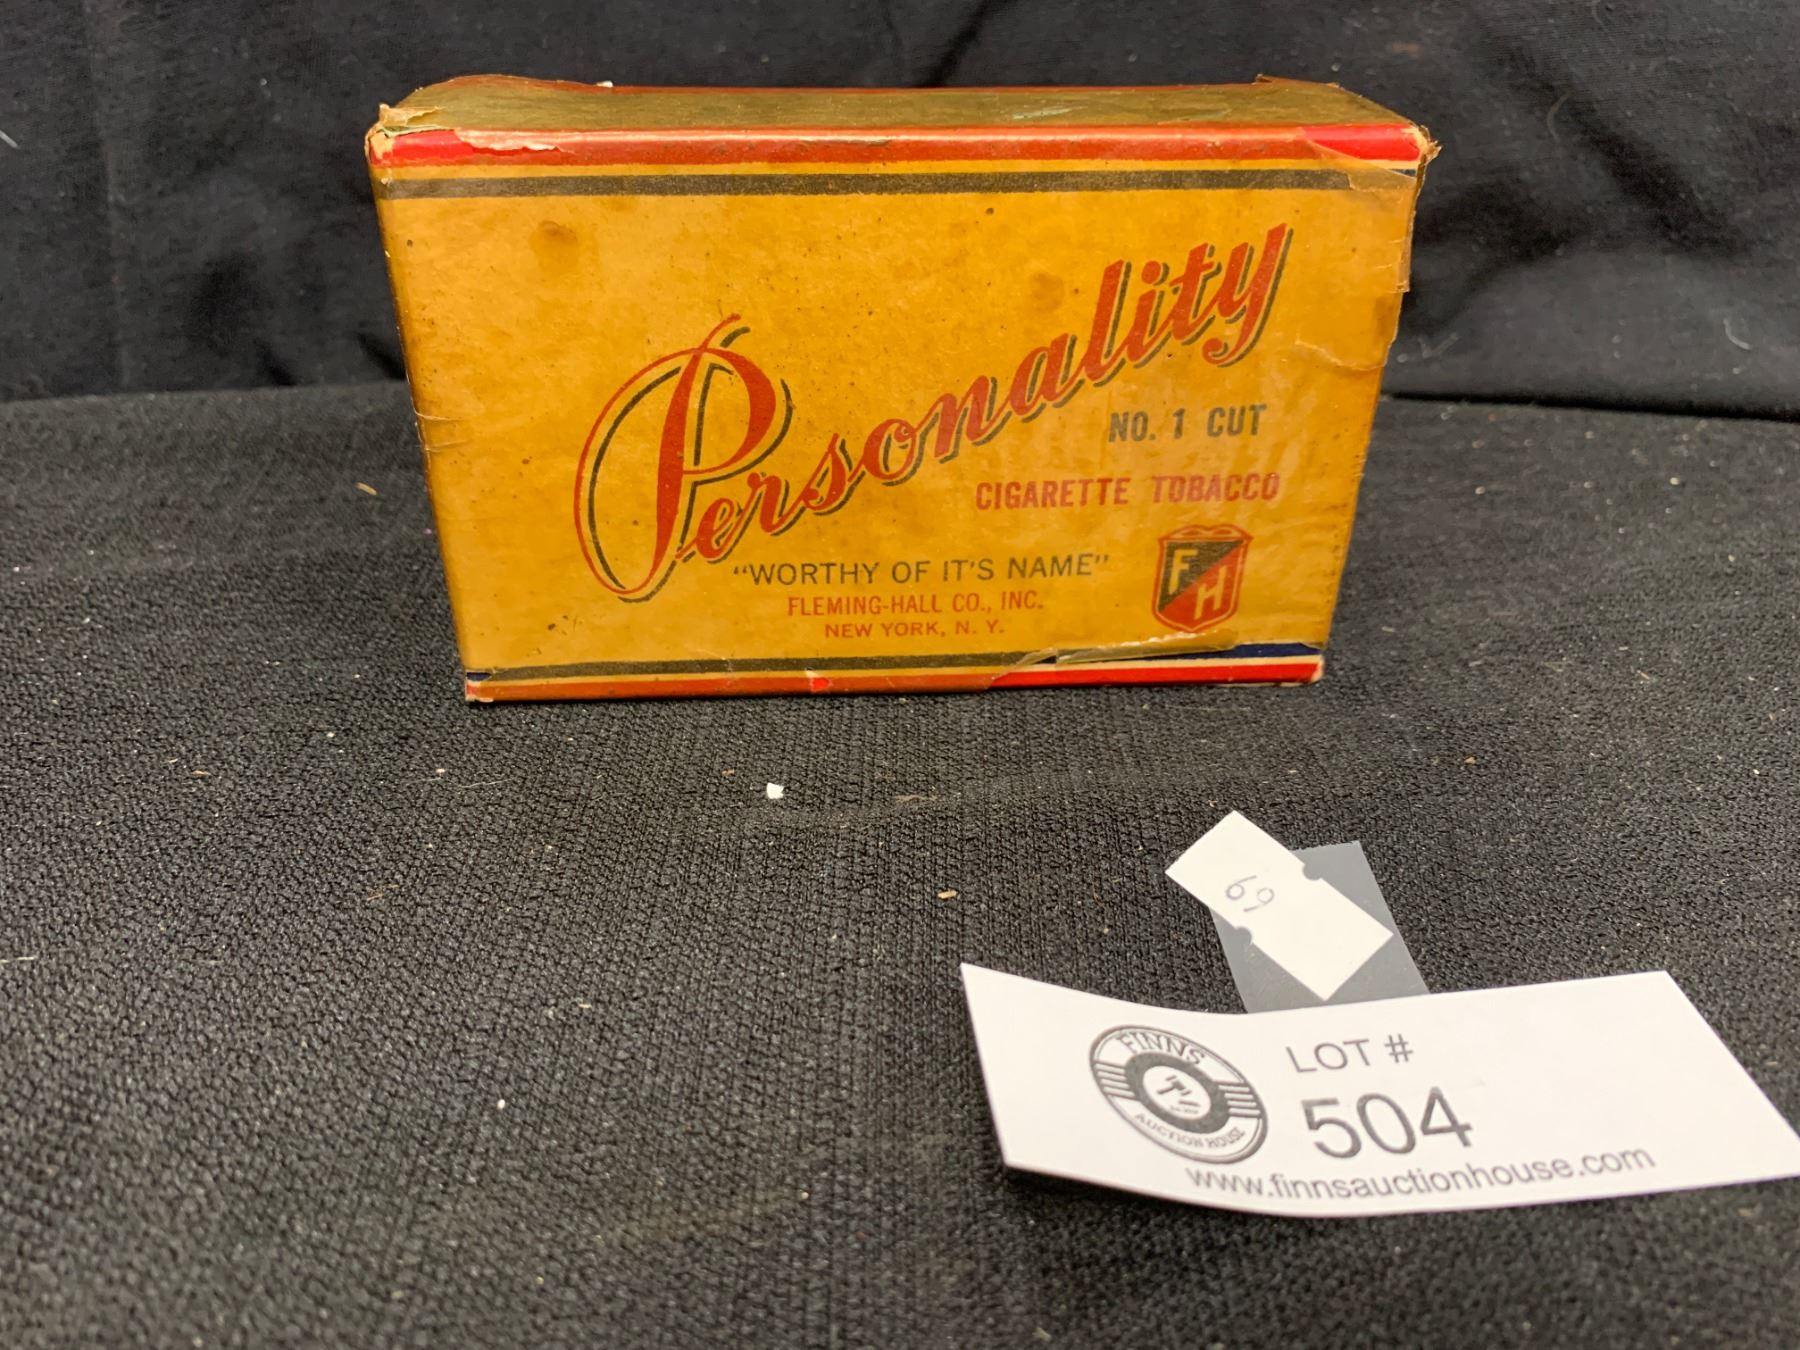 Personality
NO. 1 CUT
CIGARETTE TOBACCO
"WORTHY OF IT'S NAME"
FLEMING-HALL CO., INC.
NEW YORK, N. Y.
F
H
69
FINNS
AUCTION HOUSE
LOT #
504
www.finnsauctionhouse.com